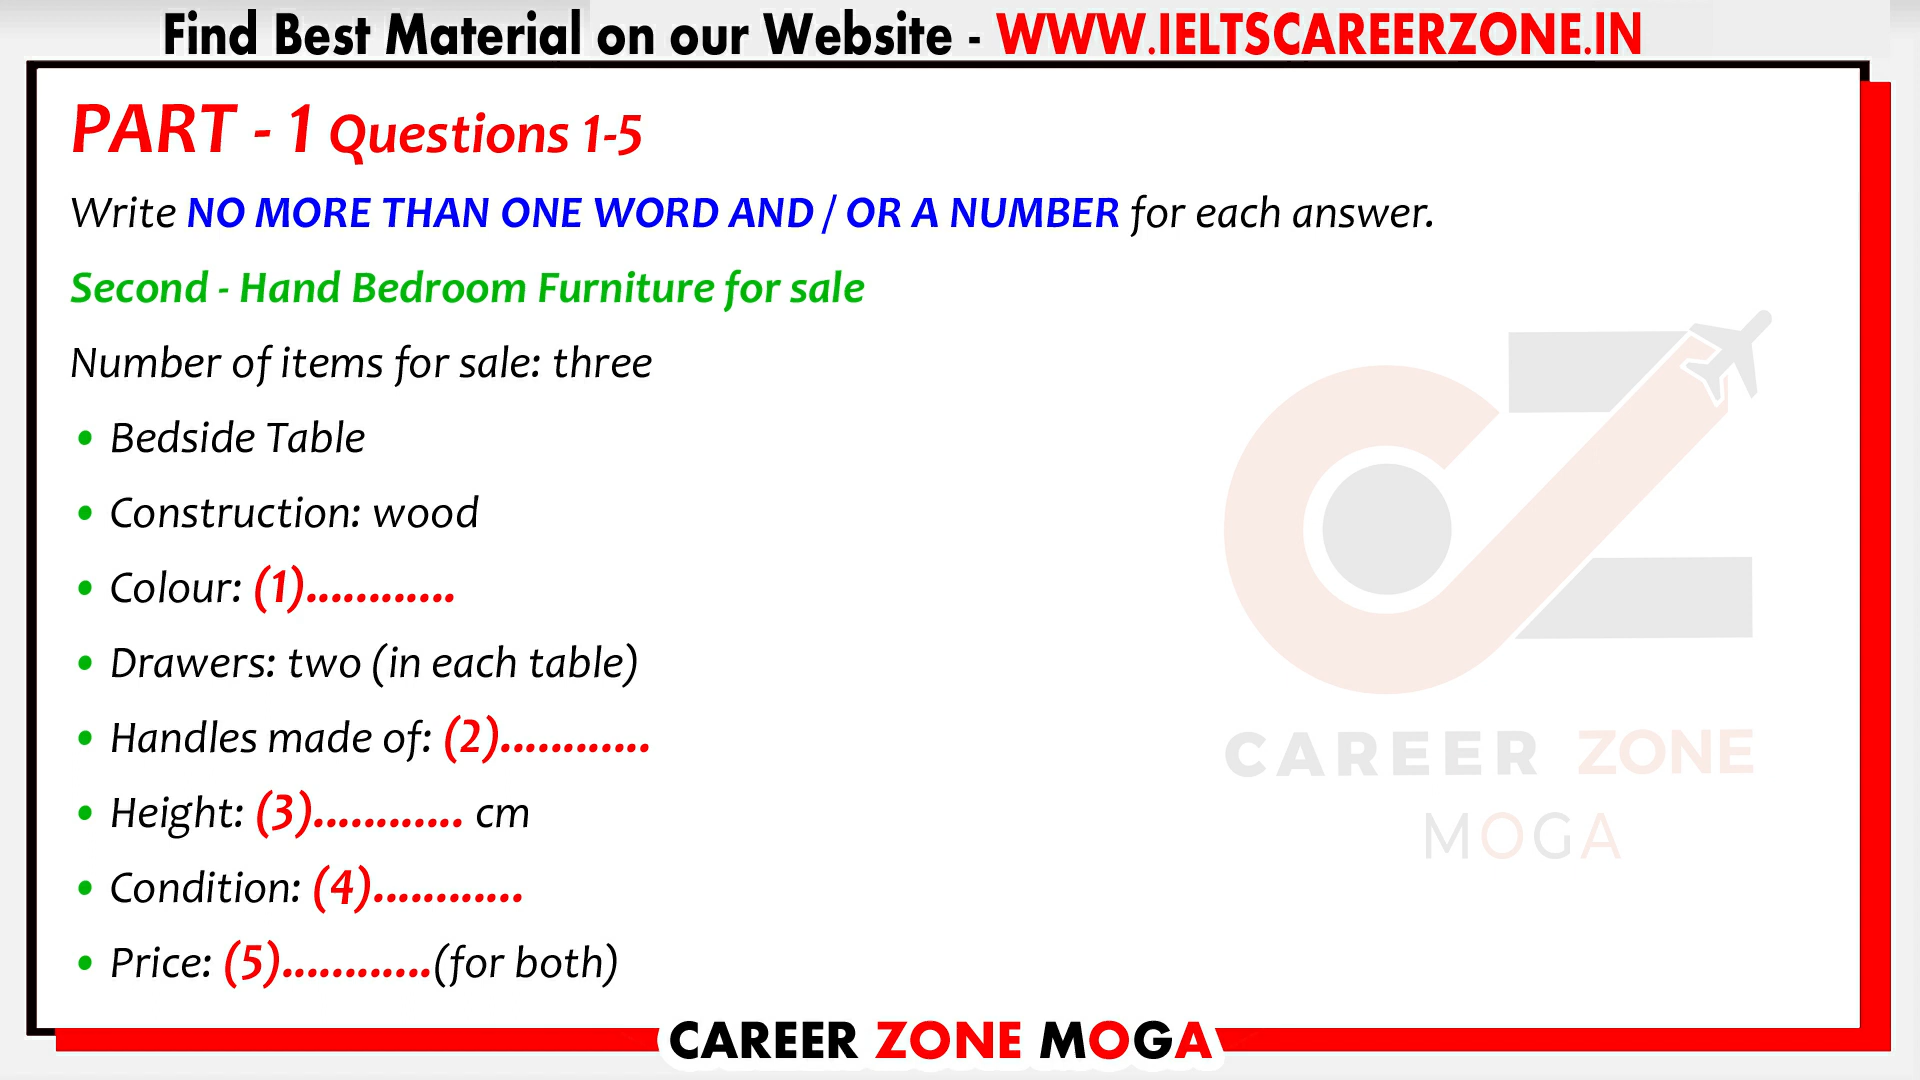 Find Best Material on our Website - WWW.IELTSCAREERZONE.IN
PART - 1 Questions 1-5
Write NO MORE THAN ONE WORD AND / OR A NUMBER for each answer.
Second - Hand Bedroom Furniture for sale
Number of items for sale: three
• Bedside Table
• Construction: wood
• Colour: (1)............
• Drawers: two (in each table)
• Handles made of: (2)............
• Height: (3)............ cm
• Condition: (4)............
• Price: (5)............(for both)
CAREER ZONE
MOGA
CAREER ZONE MOGA